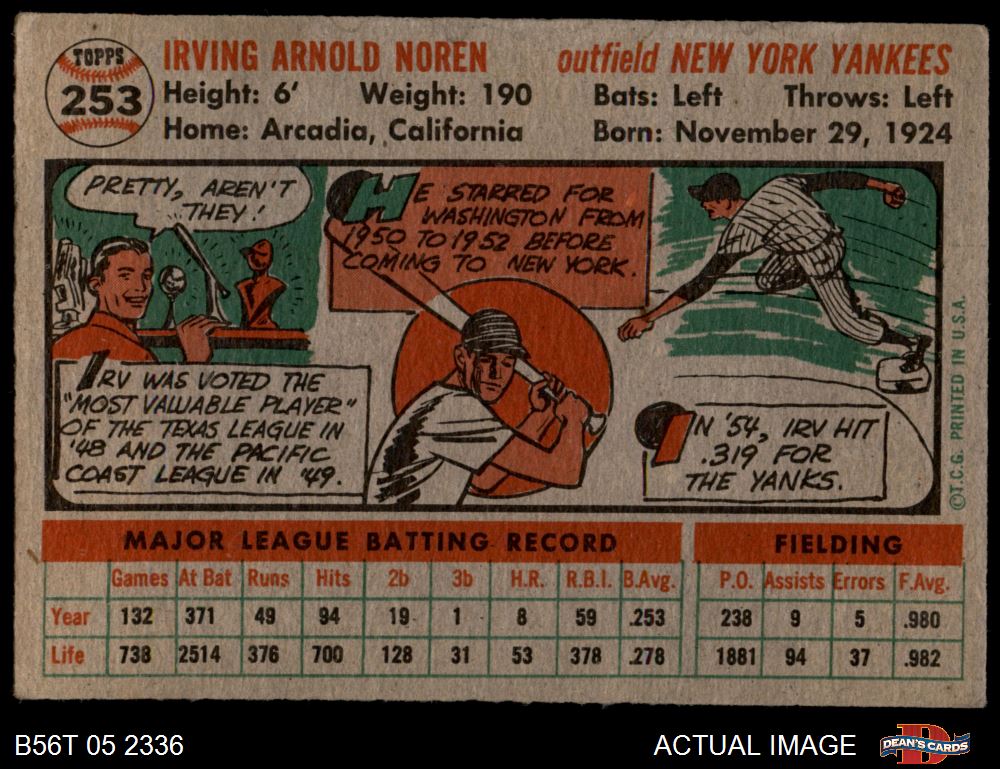 TOPPS
253
IRVING ARNOLD NOREN outfield NEW YORK YANKEES
Height: 6' Weight: 190 Bats: Left Throws: Left
Home: Arcadia, California Born: November 29, 1924
PRETTY, AREN'T
THEY!
IRV WAS VOTED THE
"MOST VALUABLE PLAYER"
OF THE TEXAS LEAGUE IN
'48 AND THE PACIFIC
COAST LEAGUE IN '49.
HE STARRED FOR
WASHINGTON FROM
1950 TO 1952 BEFORE
COMING TO NEW YORK.
IN '54, IRV HIT
.319 FOR
THE YANKS.
©T.C.G. PRINTED IN U.S.A.
MAJOR LEAGUE BATTING RECORD FIELDING
Games At Bat Runs Hits 2b 3b H.R. R.B.I. B.Avg. P.O. Assists Errors F.Avg.
Year 132 371 49 94 19 1 8 59 .253 238 9 5 .980
Life 738 2514 376 700 128 31 53 378 .278 1881 94 37 .982
B56T 05 2336 ACTUAL IMAGE DEAN'S CARDS